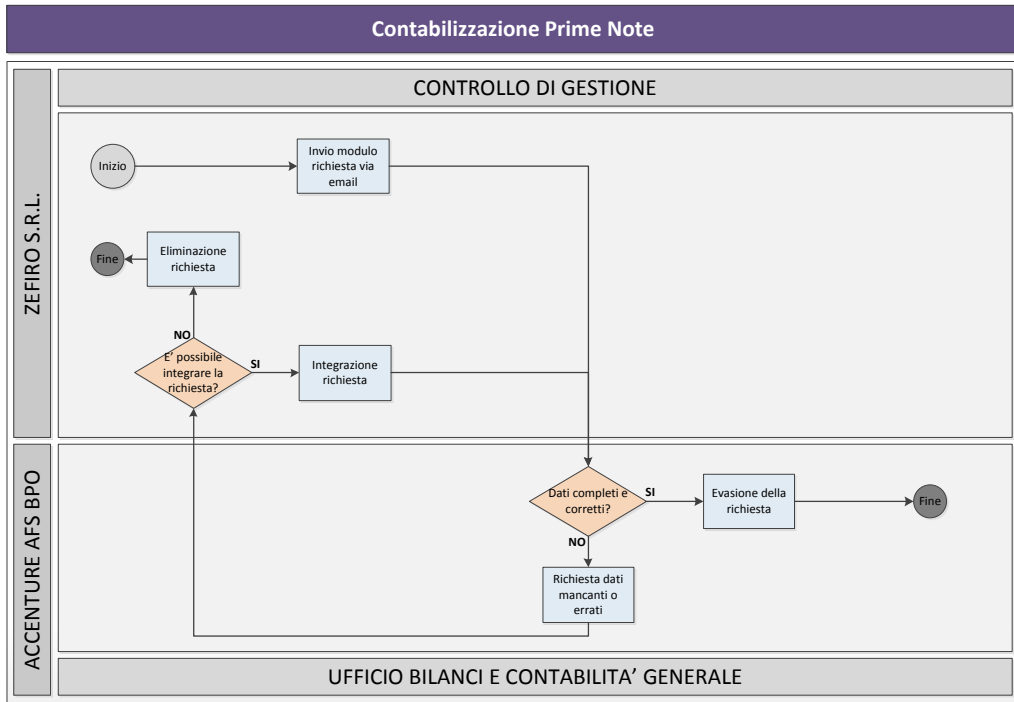 Contabilizzazione Prime Note
CONTROLLO DI GESTIONE
ZEFIRO S.R.L.
Inizio
Invio modulo
richiesta via
email
Fine
Eliminazione
richiesta
NO
E' possibile
integrare la
richiesta?
SI
Integrazione
richiesta
ACCENTURE AFS BPO
Dati completi e
corretti?
SI
Evasione della
richiesta
Fine
NO
Richiesta dati
mancanti o
errati
UFFICIO BILANCI E CONTABILITA' GENERALE